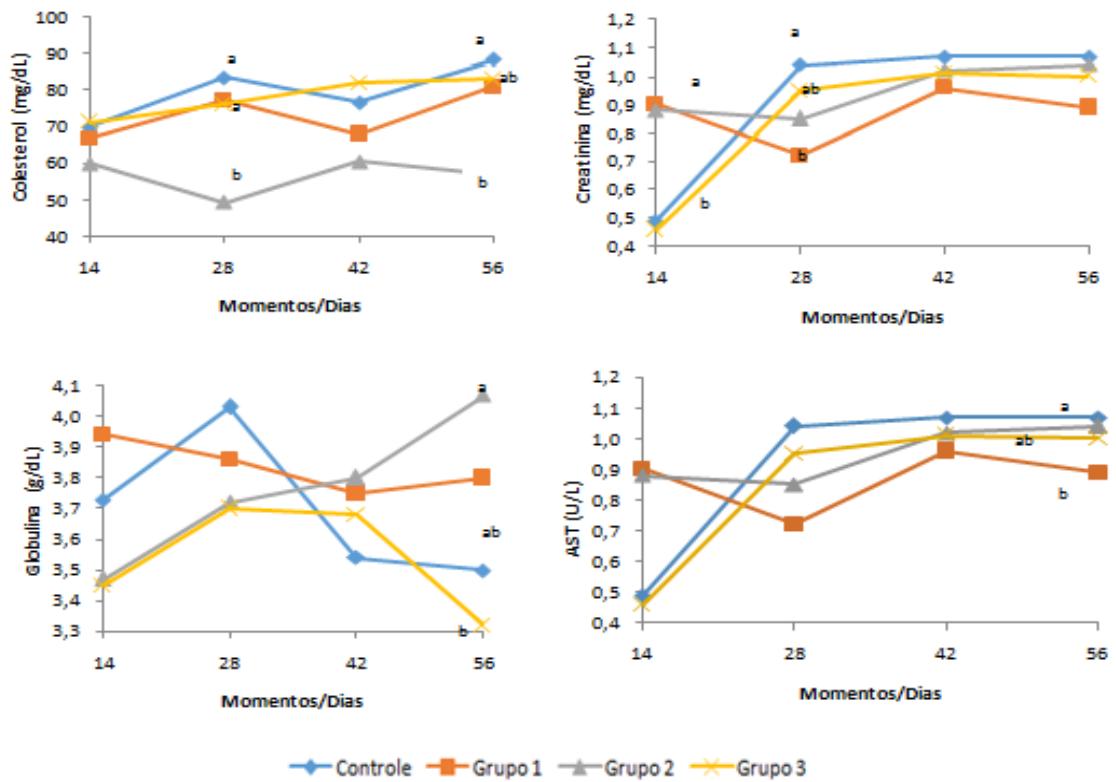 Colesterol (mg/dL)
100
90
80
70
60
50
40
a
a
b
a
ab
b
14 28 42 56
Momentos/Dias
Creatinina (mg/dL)
1,2
1,1
1,0
0,9
0,8
0,7
0,6
0,5
0,4
a
b
a
ab
b
14 28 42 56
Momentos/Dias
Globulina (g/dL)
4,1
4,0
3,9
3,8
3,7
3,6
3,5
3,4
3,3
a
ab
b
14 28 42 56
Momentos/Dias
AST (U/L)
1,2
1,1
1,0
0,9
0,8
0,7
0,6
0,5
0,4
a
ab
b
14 28 42 56
Momentos/Dias
Controle Grupo 1 Grupo 2 Grupo 3